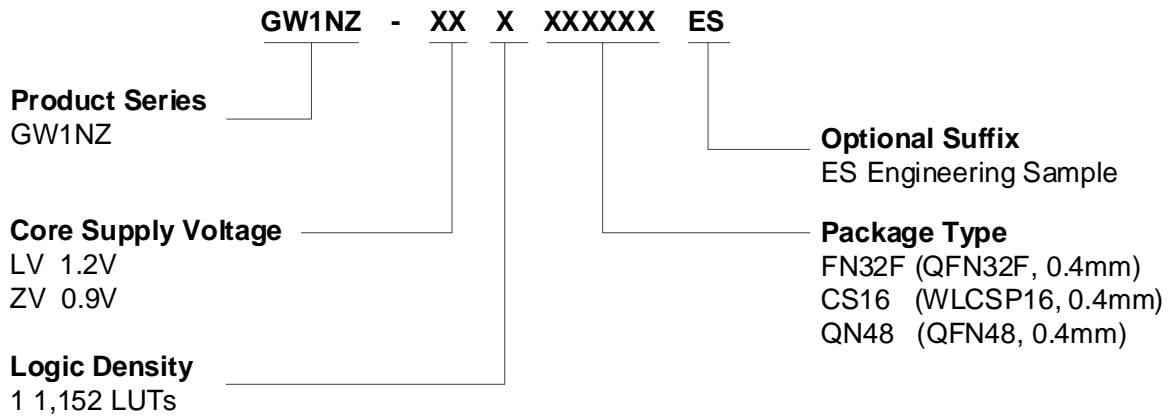 GW1NZ - XX X XXXXXX ES
Product Series
GW1NZ
Optional Suffix
ES Engineering Sample
Core Supply Voltage
LV 1.2V
ZV 0.9V
Package Type
FN32F (QFN32F, 0.4mm)
CS16 (WLCSP16, 0.4mm)
QN48 (QFN48, 0.4mm)
Logic Density
1 1,152 LUTs